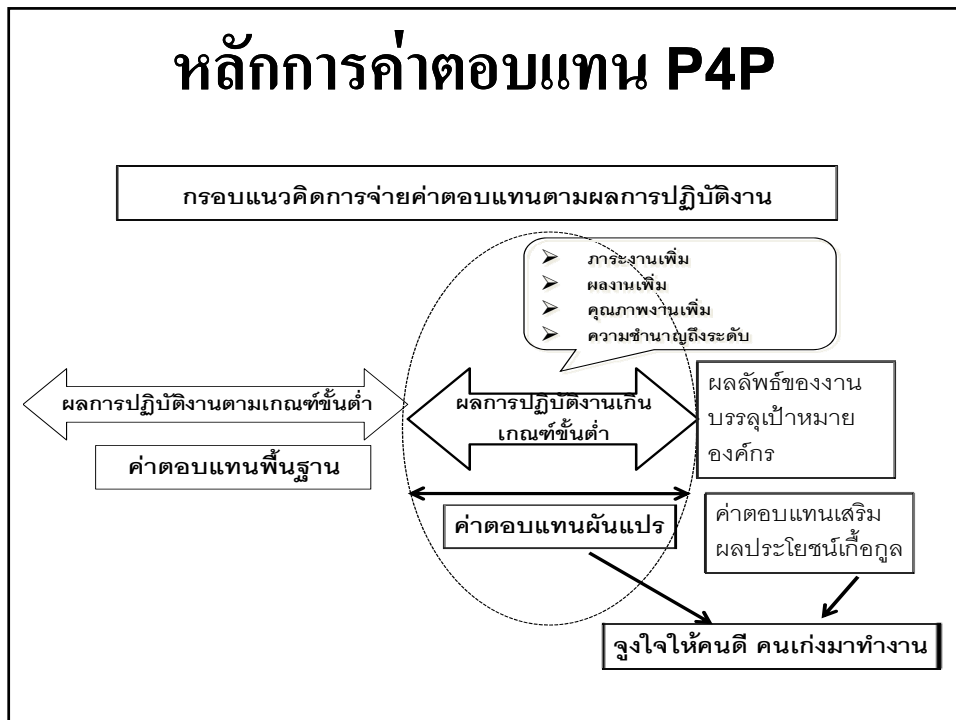 หลักการค่าตอบแทน P4P
กรอบแนวคิดการจ่ายค่าตอบแทนตามผลการปฏิบัติงาน
ภาระงานเพิ่ม
ผลงานเพิ่ม
คุณภาพงานเพิ่ม
ความชำนาญถึงระดับ
ผลการปฏิบัติงานตามเกณฑ์ขั้นต่ำ
ค่าตอบแทนพื้นฐาน
ผลการปฏิบัติงานเกิน
เกณฑ์ขั้นต่ำ
ค่าตอบแทนผันแปร
ผลลัพธ์ของงาน
บรรลุเป้าหมาย
องค์กร
ค่าตอบแทนเสริม
ผลประโยชน์เกื้อกูล
จูงใจให้คนดี คนเก่งมาทำงาน